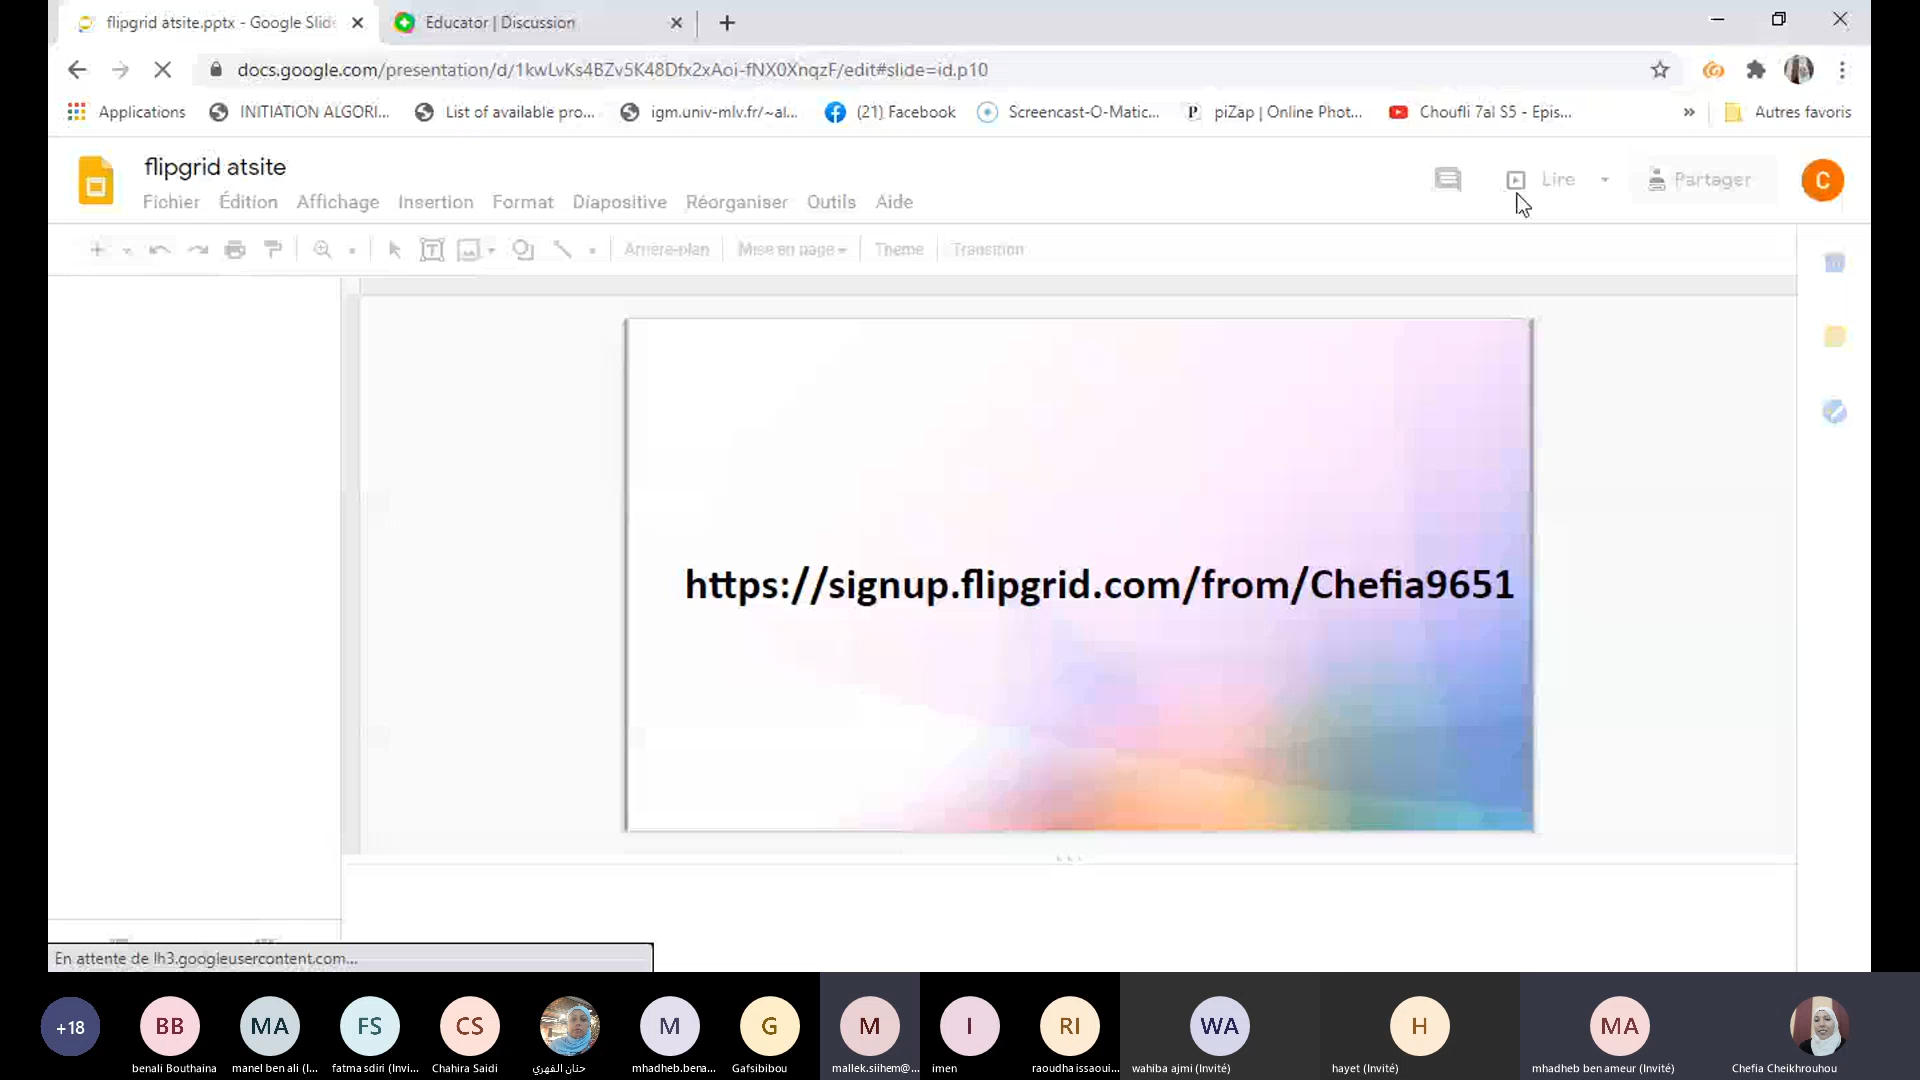 flipgrid atsite.pptx - Google Slide
Educator | Discussion
docs.google.com/presentation/d/1kwLvKs4BZv5K48Dfx2xAoi-fNX0XnqzF/edit#slide=id.p10
Applications
INITIATION ALGORI...
List of available pro...
igm.univ-mlv.fr/~al...
(21) Facebook
Screencast-O-Matic...
piZap | Online Phot...
Choufli 7al S5 - Epis...
»
Autres favoris
flipgrid atsite
Lire
Partager
C
Fichier Édition Affichage Insertion Format Diapositive Réorganiser Outils Aide
Arrière-plan Mise en page Thème Transition
https://signup.flipgrid.com/from/Chefia9651
En attente de lh3.googleusercontent.com...
+18 BB MA FS CS M G M I RI WA H MA
benali Bouthaina manel ben ali (I... fatma sdiri (Invi... Chahira Saidi حنان الفهري mhadheb.bena... Gafsibibou mallek.siihem@... imen raoudha issaoui... wahiba ajmi (Invité) hayet (Invité) mhadheb ben ameur (Invité) Chefia Cheikhrouhou